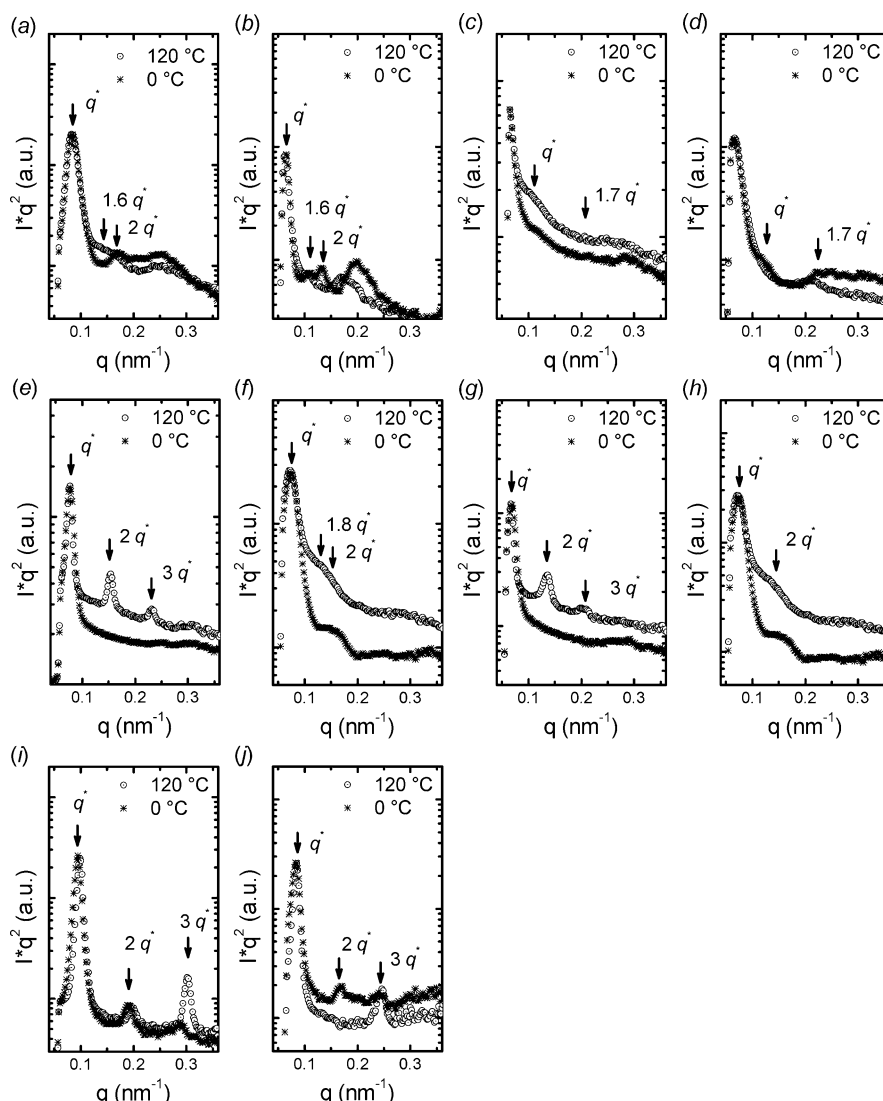 (a)
120 °C
0 °C
q*
1.6 q*
2 q*
I*q² (a.u.)
0.1 0.2 0.3
q (nm⁻¹)
(b)
120 °C
0 °C
q*
1.6 q*
2 q*
I*q² (a.u.)
0.1 0.2 0.3
q (nm⁻¹)
(c)
120 °C
0 °C
q*
1.7 q*
I*q² (a.u.)
0.1 0.2 0.3
q (nm⁻¹)
(d)
120 °C
0 °C
q*
1.7 q*
I*q² (a.u.)
0.1 0.2 0.3
q (nm⁻¹)
(e)
120 °C
0 °C
q*
2 q*
3 q*
I*q² (a.u.)
0.1 0.2 0.3
q (nm⁻¹)
(f)
120 °C
0 °C
q*
1.8 q*
2 q*
I*q² (a.u.)
0.1 0.2 0.3
q (nm⁻¹)
(g)
120 °C
0 °C
q*
2 q*
3 q*
I*q² (a.u.)
0.1 0.2 0.3
q (nm⁻¹)
(h)
120 °C
0 °C
q*
2 q*
I*q² (a.u.)
0.1 0.2 0.3
q (nm⁻¹)
(i)
120 °C
0 °C
q*
2 q*
3 q*
I*q² (a.u.)
0.1 0.2 0.3
q (nm⁻¹)
(j)
120 °C
0 °C
q*
2 q*
3 q*
I*q² (a.u.)
0.1 0.2 0.3
q (nm⁻¹)